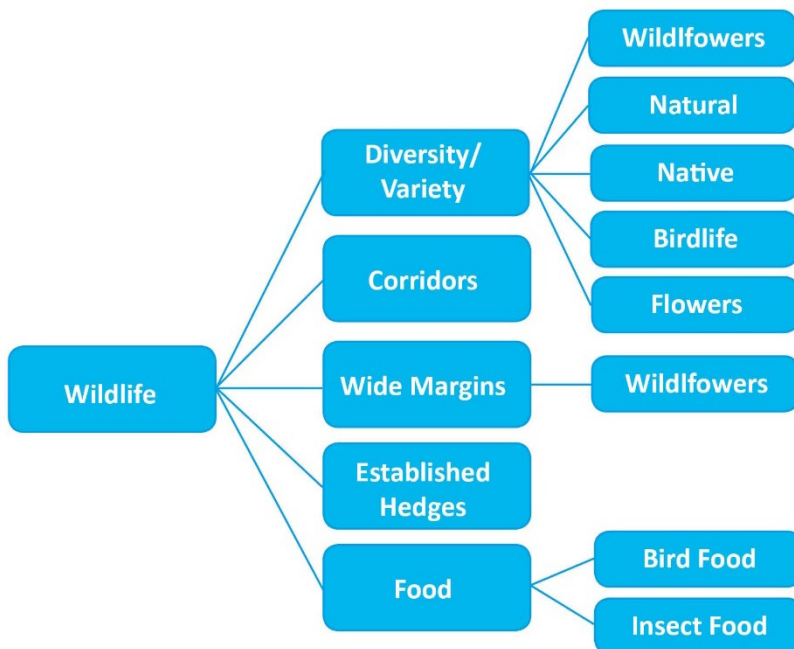 Wildlfowers
Natural
Diversity/
Variety
Native
Birdlife
Corridors
Flowers
Wildlife
Wide Margins
Wildlfowers
Established
Hedges
Bird Food
Food
Insect Food